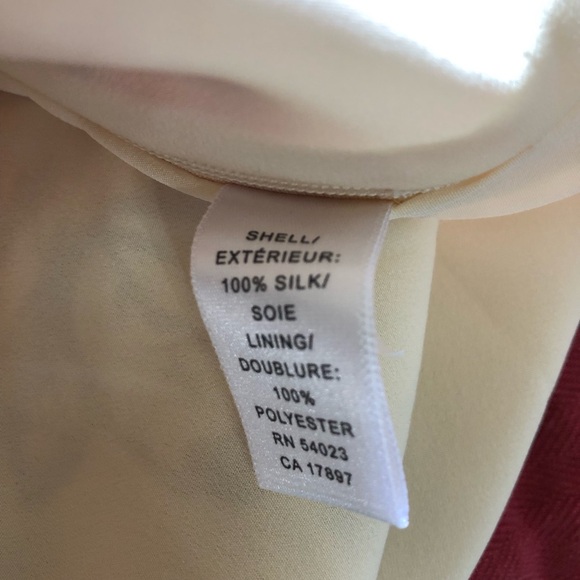 SHELL/
EXTÉRIEUR:
100% SILK/
SOIE
LINING/
DOUBLURE:
100%
POLYESTER
RN 54023
CA 17897